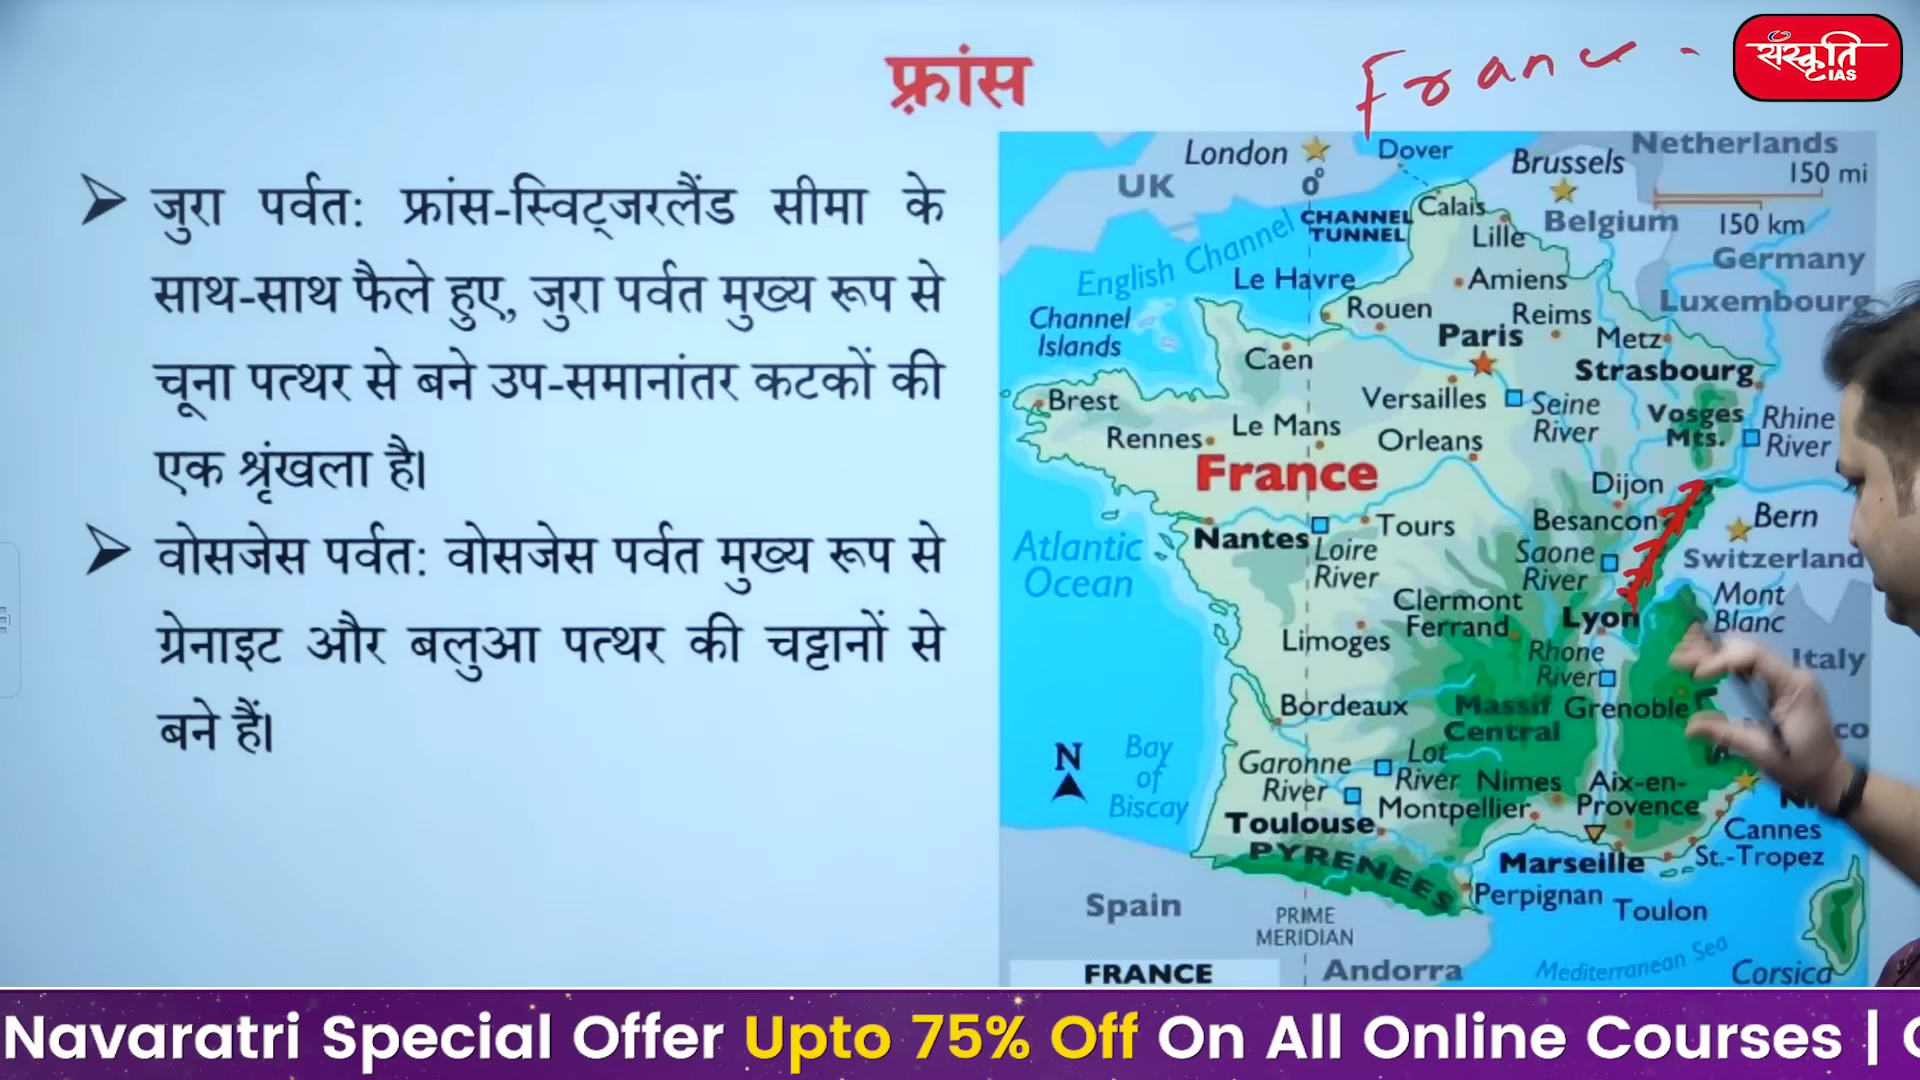 फ्रांस
Franc
संस्कृति
IAS
➢ जुरा पर्वत: फ्रांस-स्विट्जरलैंड सीमा के
साथ-साथ फैले हुए, जुरा पर्वत मुख्य रूप से
चूना पत्थर से बने उप-समानांतर कटकों की
एक श्रृंखला है।
➢ वोसजेस पर्वत: वोसजेस पर्वत मुख्य रूप से
ग्रेनाइट और बलुआ पत्थर की चट्टानों से
बने हैं।
London
Dover
Netherlands
UK
0°
Brussels
150 mi
CHANNEL
TUNNEL
Calais
Belgium
150 km
Lille
English Channel
Germany
Le Havre
Amiens
Luxembourg
Channel
Islands
Rouen
Reims
Paris
Metz
Caen
Strasbourg
Brest
Versailles
Seine
River
Vosges
Mts.
Rhine
River
Rennes
Le Mans
Orleans
France
Dijon
Nantes
Tours
Besancon
Bern
Atlantic
Ocean
Loire
River
Saone
River
Switzerland
Clermont
Ferrand
Lyon
Mont
Blanc
Limoges
Rhone
River
Italy
Bordeaux
Massif
Central
Grenoble
co
N
Bay
of
Biscay
Garonne
River
Lot
River
Nimes
Aix-en-
Provence
Montpellier
Toulouse
Cannes
PYRENEES
Marseille
St.-Tropez
Perpignan
Toulon
Spain
PRIME
MERIDIAN
FRANCE
Andorra
Mediterranean Sea
Corsica
Navaratri Special Offer Upto 75% Off On All Online Courses |